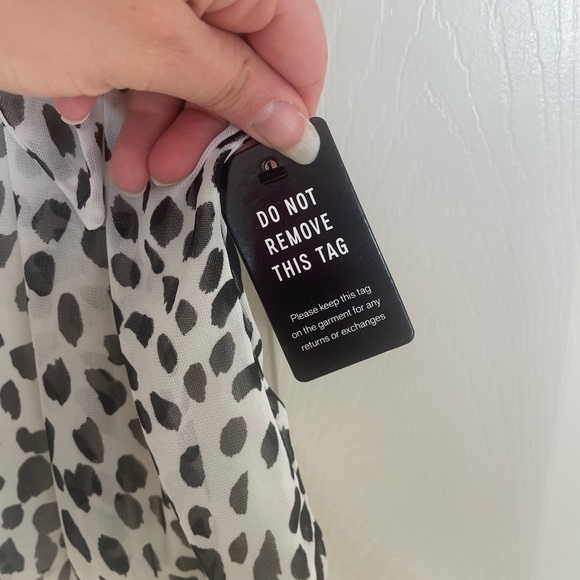 DO NOT
REMOVE
THIS TAG
Please keep this tag
on the garment for any
returns or exchanges